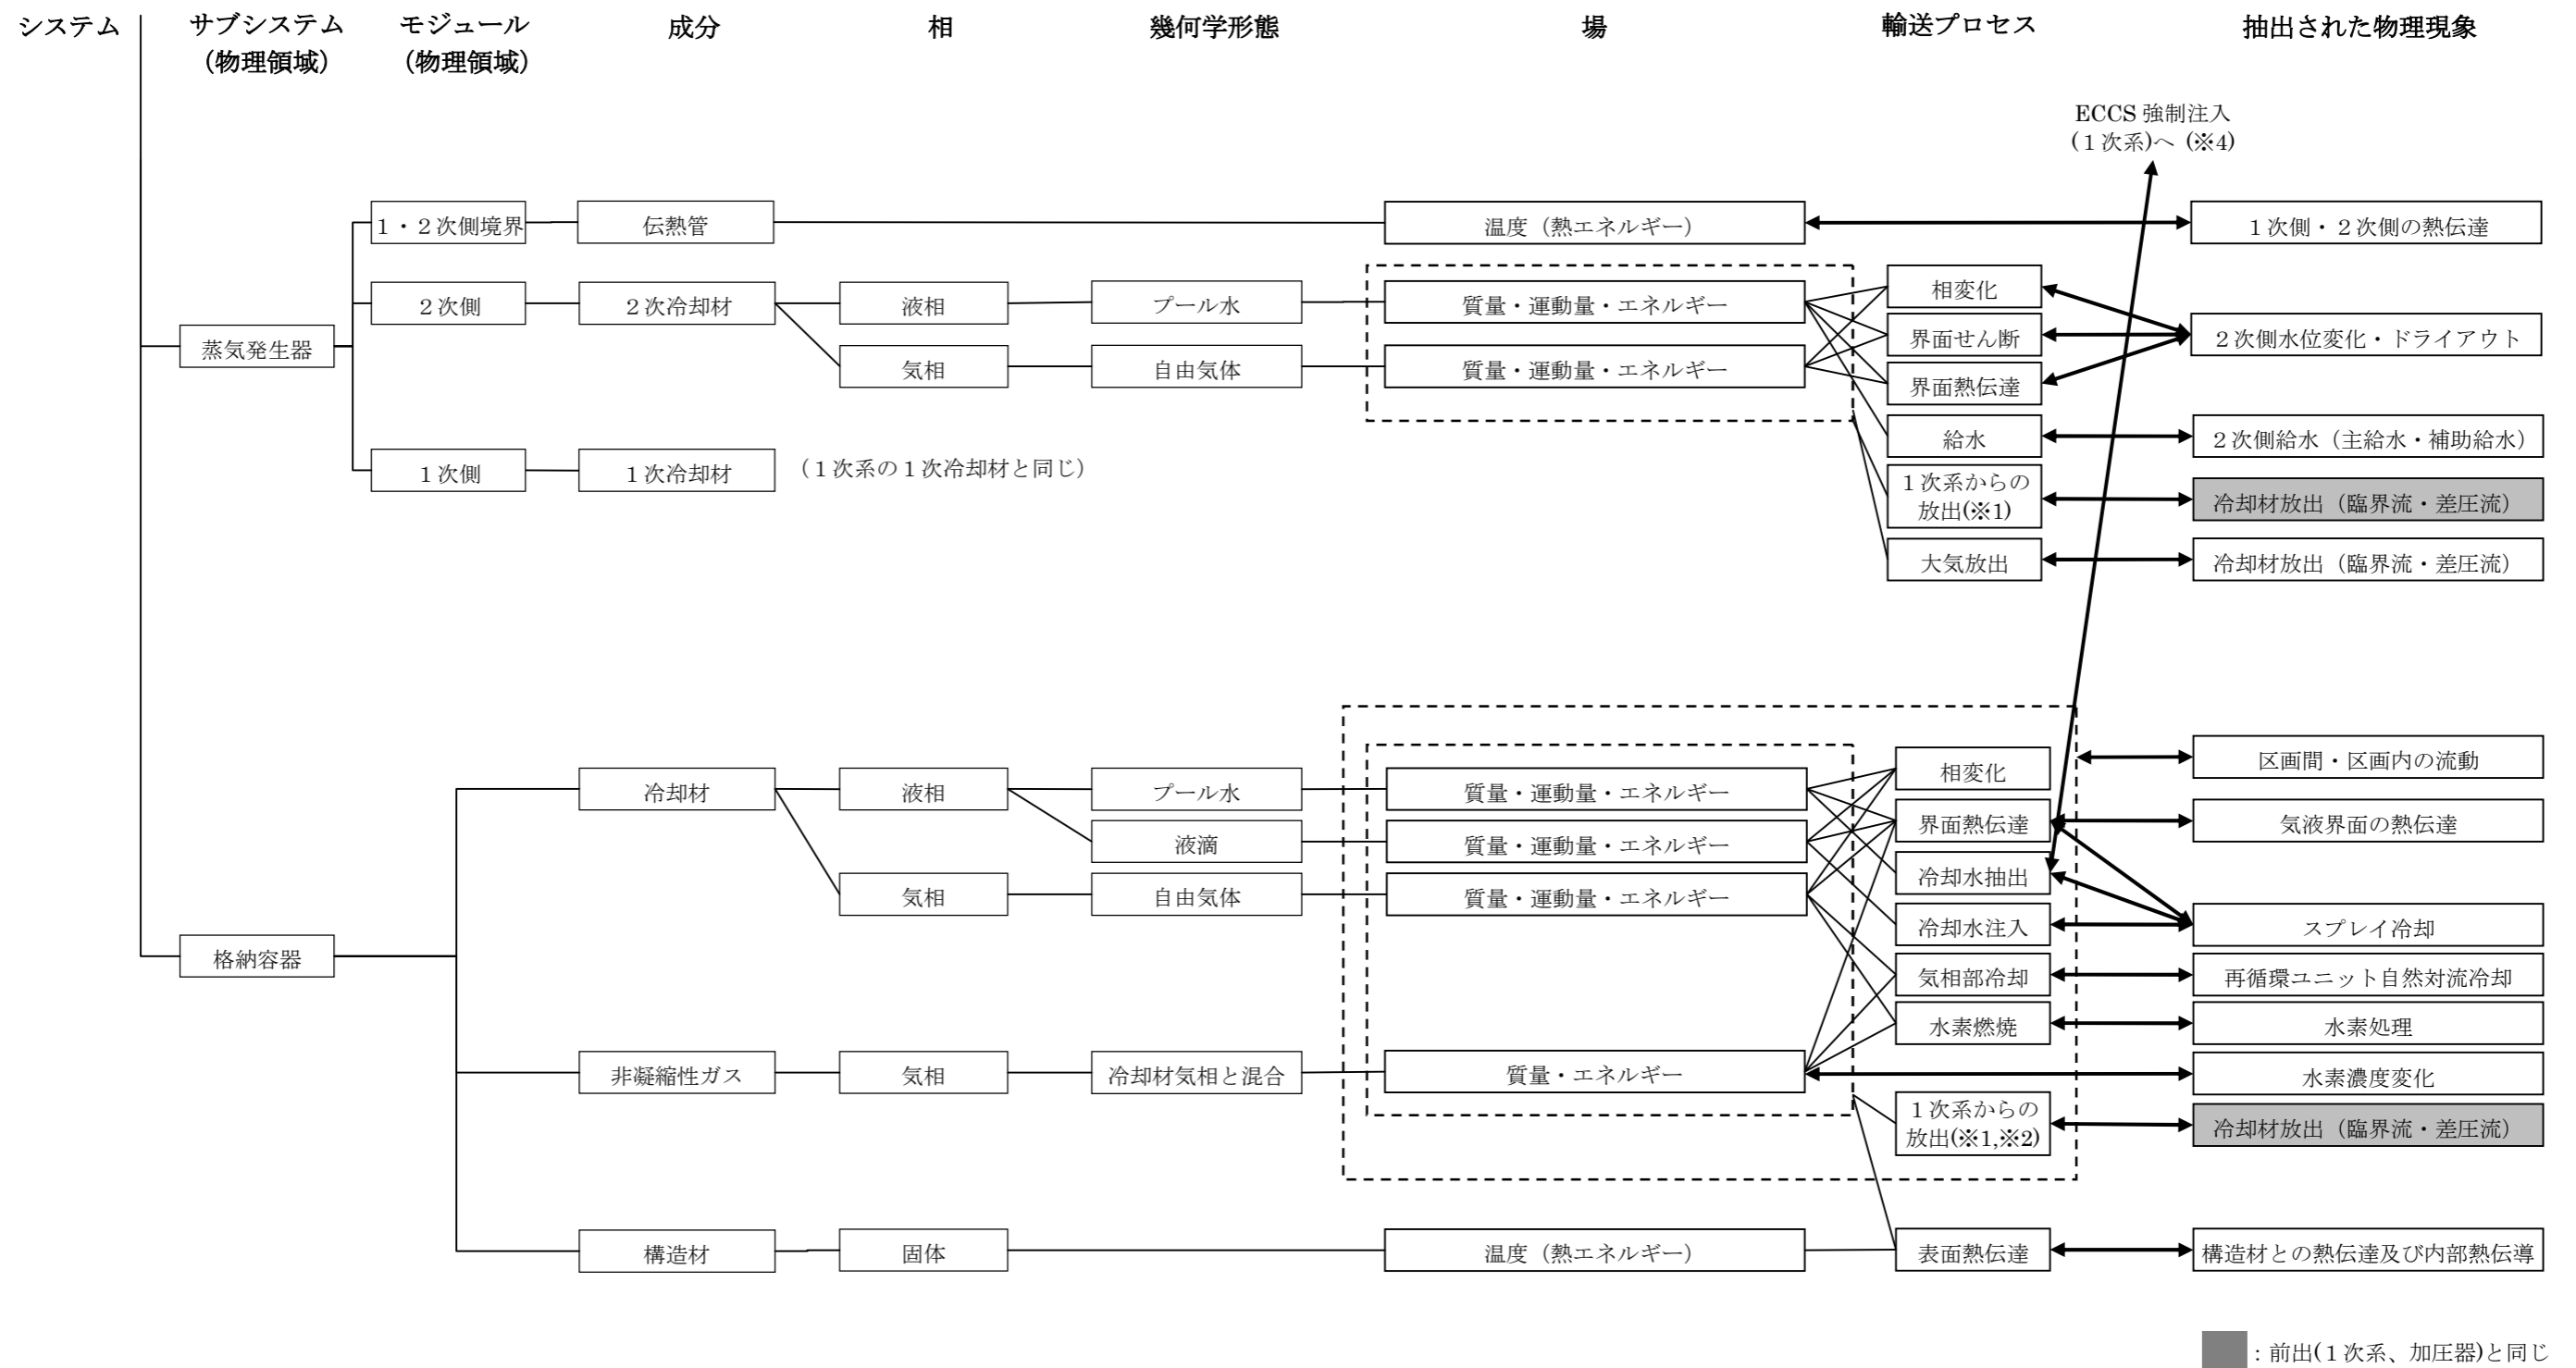 システム
サブシステム
（物理領域）
モジュール
（物理領域）
成分
相
幾何学形態
場
輸送プロセス
抽出された物理現象
ECCS 強制注入
(１次系)へ (※4)
１・２次側境界
伝熱管
温度（熱エネルギー）
１次側・２次側の熱伝達
蒸気発生器
２次側
２次冷却材
液相
プール水
質量・運動量・エネルギー
気相
自由気体
質量・運動量・エネルギー
相変化
界面せん断
界面熱伝達
２次側水位変化・ドライアウト
給水
２次側給水（主給水・補助給水）
１次側
１次冷却材
（１次系の１次冷却材と同じ）
１次系からの
放出(※1)
冷却材放出（臨界流・差圧流）
大気放出
冷却材放出（臨界流・差圧流）
格納容器
冷却材
液相
プール水
質量・運動量・エネルギー
液滴
質量・運動量・エネルギー
気相
自由気体
質量・運動量・エネルギー
相変化
区画間・区画内の流動
界面熱伝達
気液界面の熱伝達
冷却水抽出
冷却水注入
スプレイ冷却
気相部冷却
再循環ユニット自然対流冷却
水素燃焼
水素処理
非凝縮性ガス
気相
冷却材気相と混合
質量・エネルギー
水素濃度変化
１次系からの
放出(※1,※2)
冷却材放出（臨界流・差圧流）
構造材
固体
温度（熱エネルギー）
表面熱伝達
構造材との熱伝達及び内部熱伝導
：前出(１次系、加圧器)と同じ